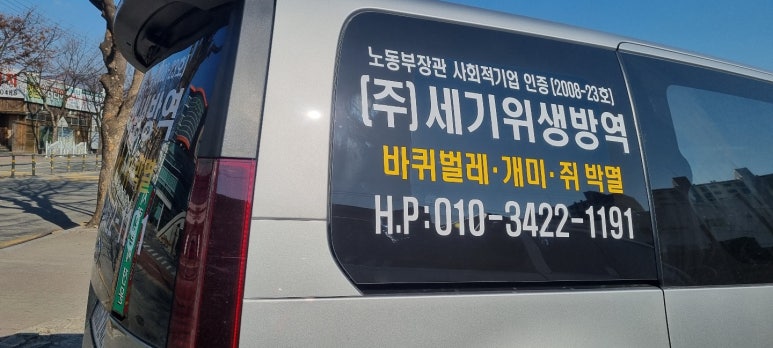 노동부장관 사회적기업 인증(2008-23호)
(주)세기위생방역
바퀴벌레·개미·쥐 박멸
H.P:010-3422-1191